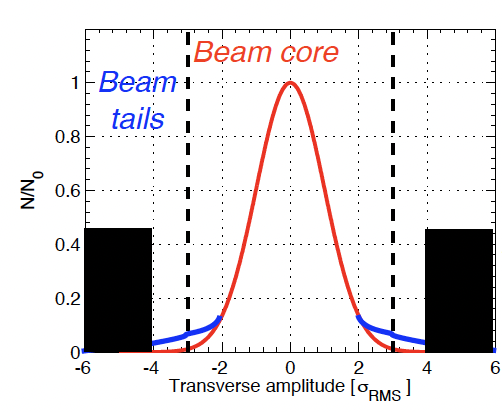 Beam core
Beam
tails
N/N0
1
0.8
0.6
0.4
0.2
0
-6 -4 -2 0 2 4 6
Transverse amplitude [σRMS ]